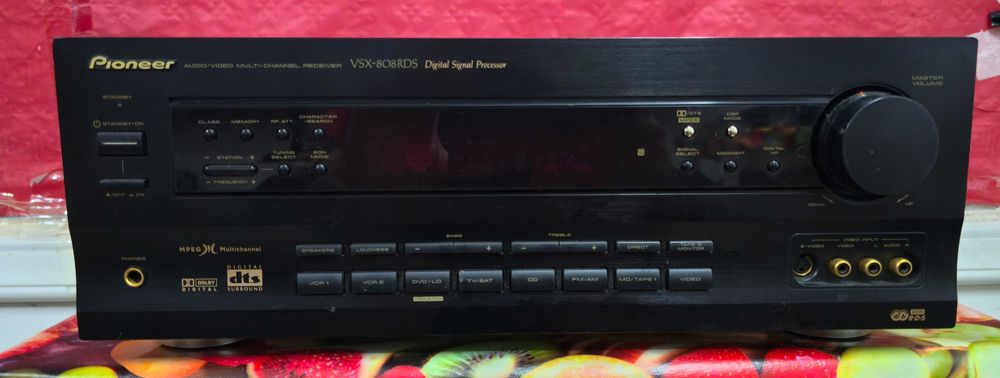 Pioneer AUDIO/VIDEO MULTI-CHANNEL RECEIVER VSX-808RDS Digital Signal Processor
MASTER VOLUME
STANDBY
STANDBY/ON
OFF ON
CLASS MEMORY RF ATT CHARACTER /SEARCH
– STATION +
– FREQUENCY +
TUNING SELECT
EON MODE
/DTS
DSP MODE
SIGNAL SELECT
MIDNIGHT
DIGITAL NR
DOWN UP
MPEG Multichannel
PHONES
DOLBY DIGITAL
DIGITAL dts SURROUND
BASS TREBLE
SPEAKERS LOUDNESS – + – + DIRECT TAPE 2 MONITOR
VCR 1 VCR 2 DVD/LD TV/SAT CD FM/AM MD/TAPE 1 VIDEO
VIDEO INPUT
S-VIDEO VIDEO L AUDIO R
EON
R·D·S